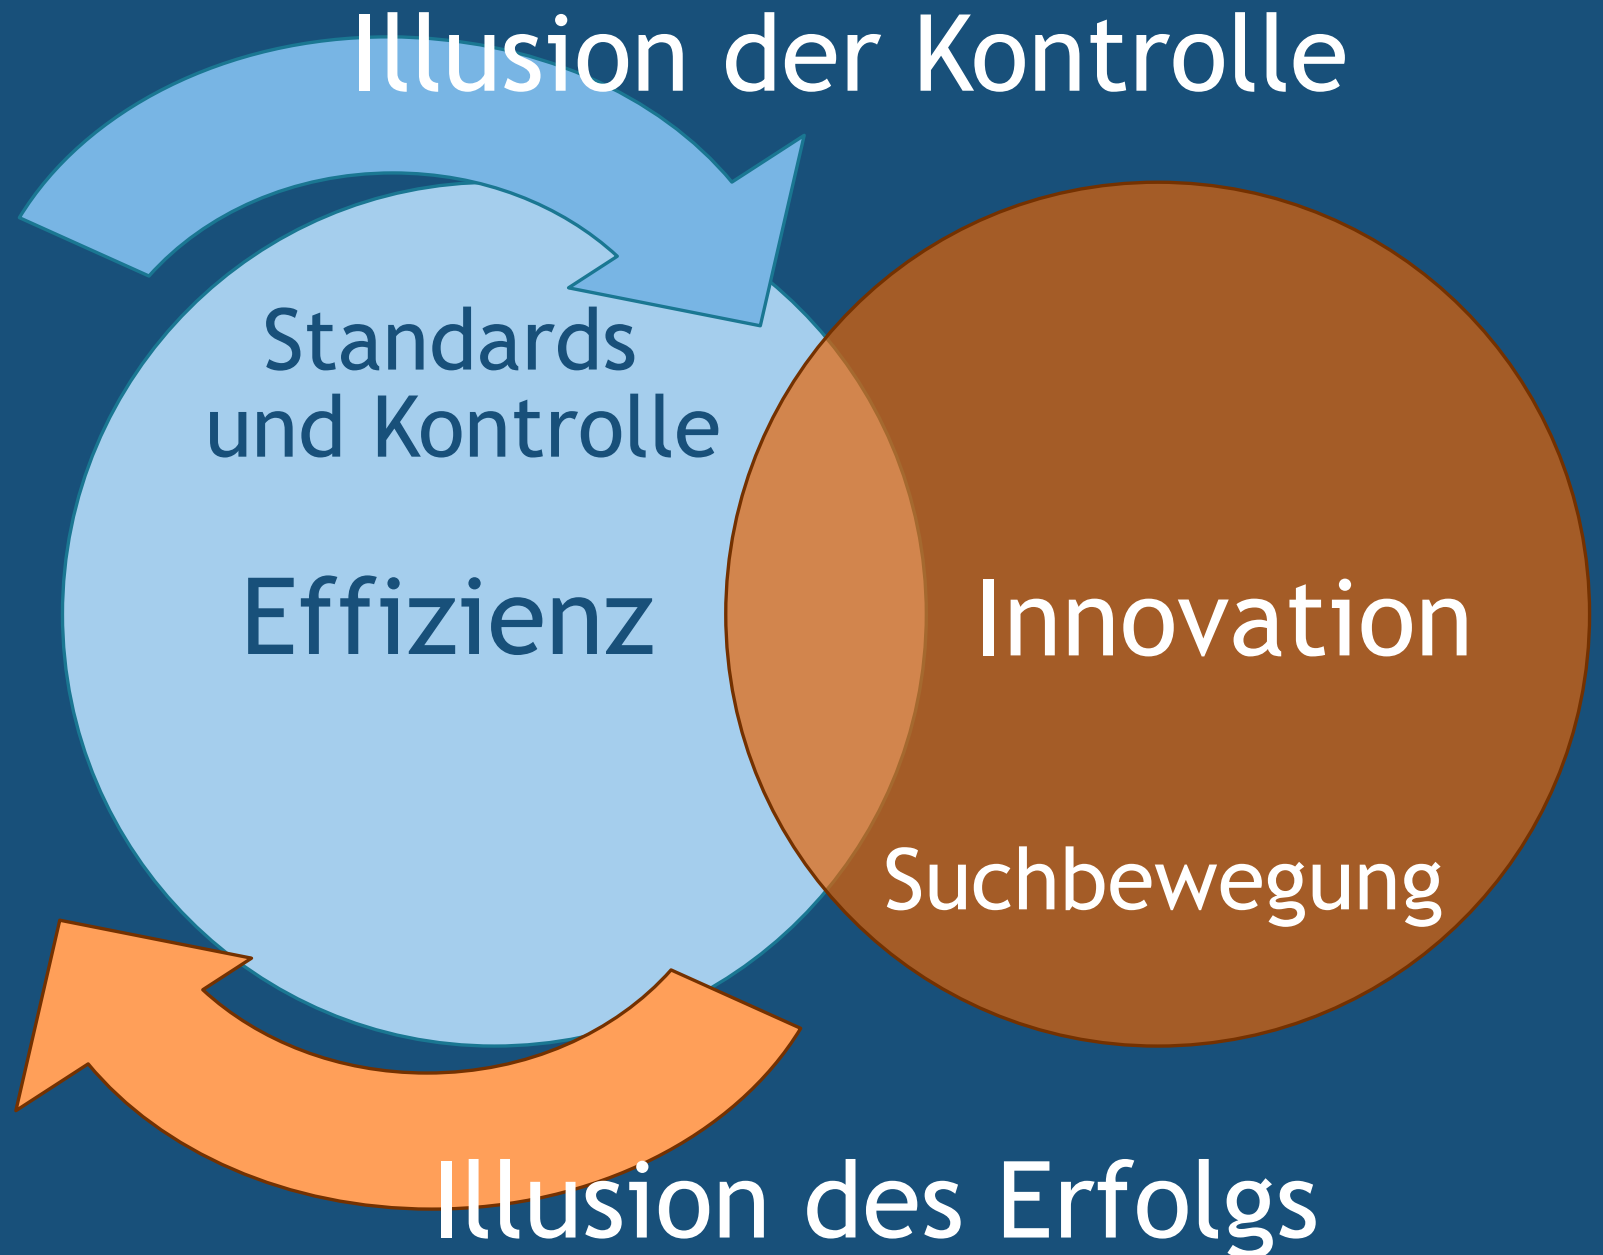 Illusion der Kontrolle
Standards
und Kontrolle
Effizienz
Innovation
Suchbewegung
Illusion des Erfolgs